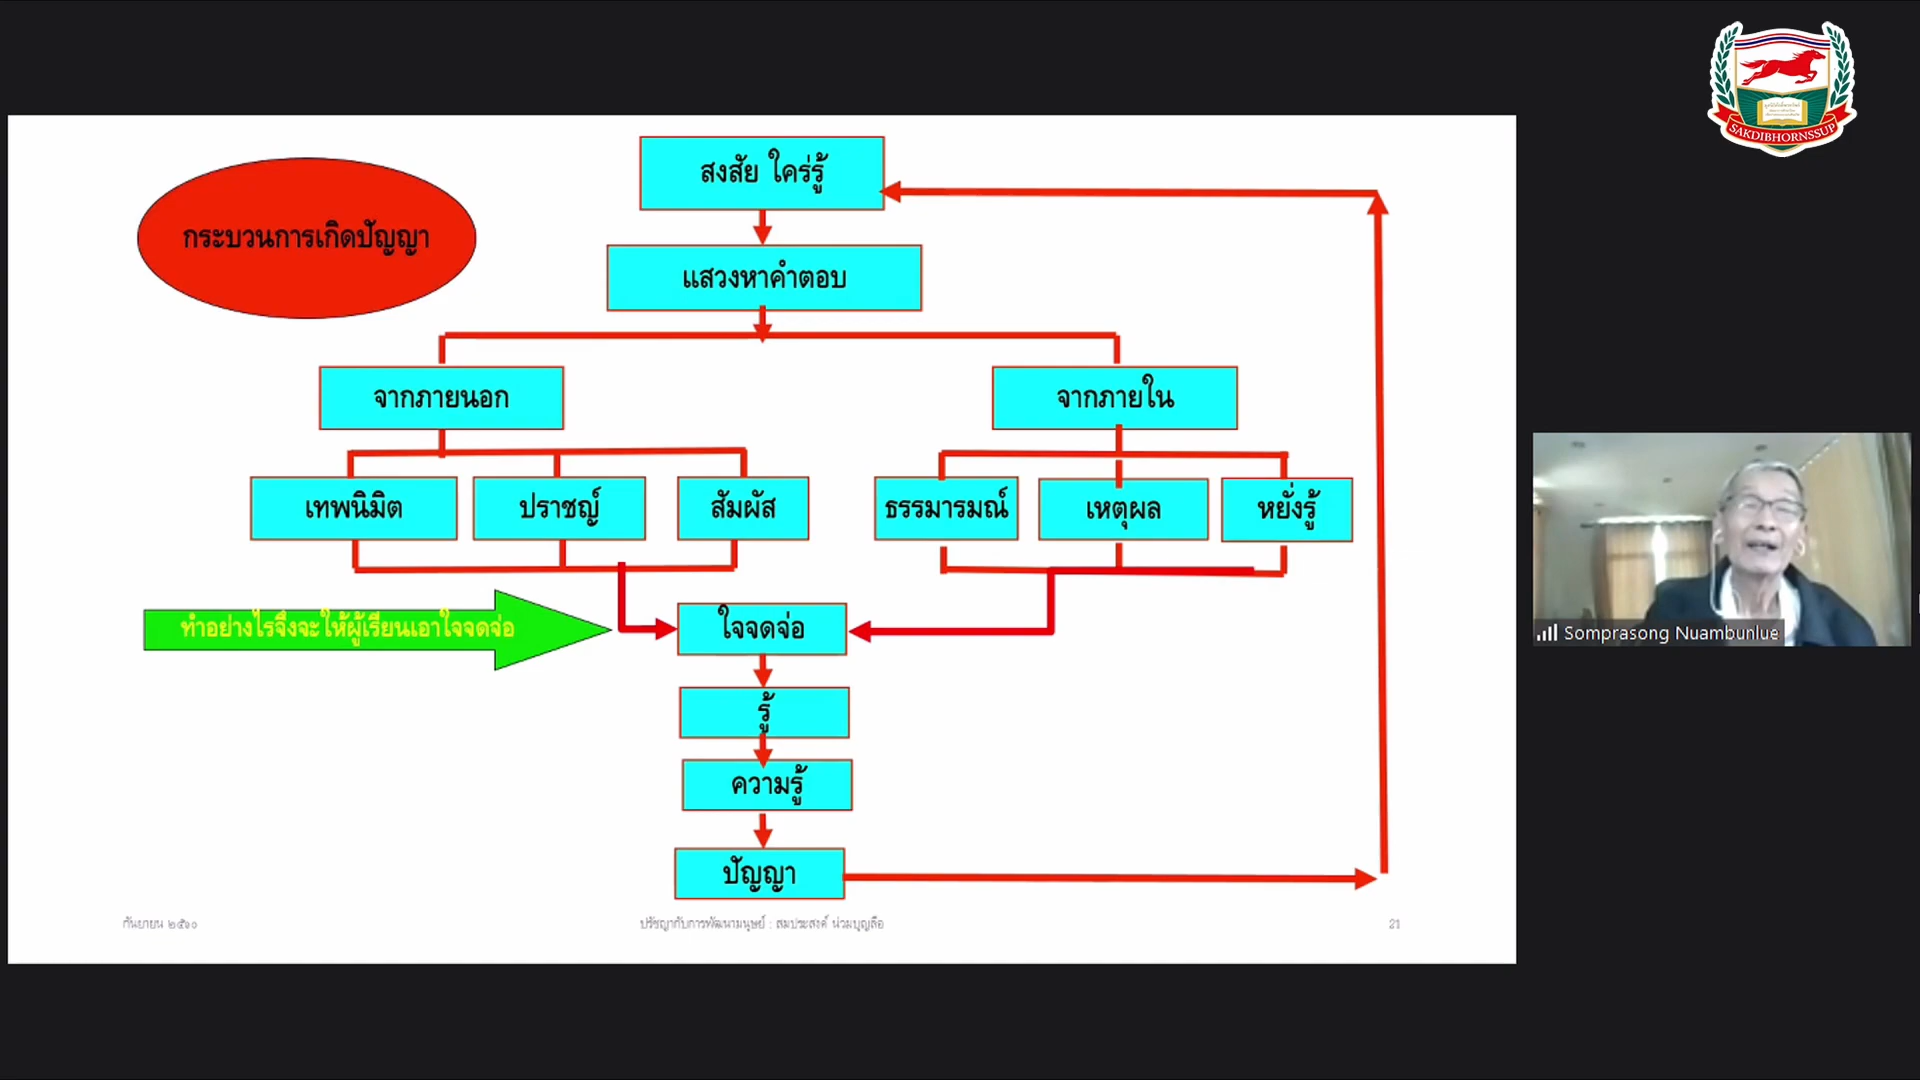 SAKDIBHORNSSUP
กระบวนการเกิดปัญญา
สงสัย ใคร่รู้
แสวงหาคำตอบ
จากภายนอก
จากภายใน
เทพนิมิต
ปราชญ์
สัมผัส
ธรรมารมณ์
เหตุผล
หยั่งรู้
ทำอย่างไรจึงจะให้ผู้เรียนเอาใจจดจ่อ
ใจจดจ่อ
รู้
ความรู้
ปัญญา
กันยายน ๒๕๖๐
ปรัชญากับการพัฒนามนุษย์ : สมประสงค์ น่วมบุญลือ
21
Somprasong Nuambunlue